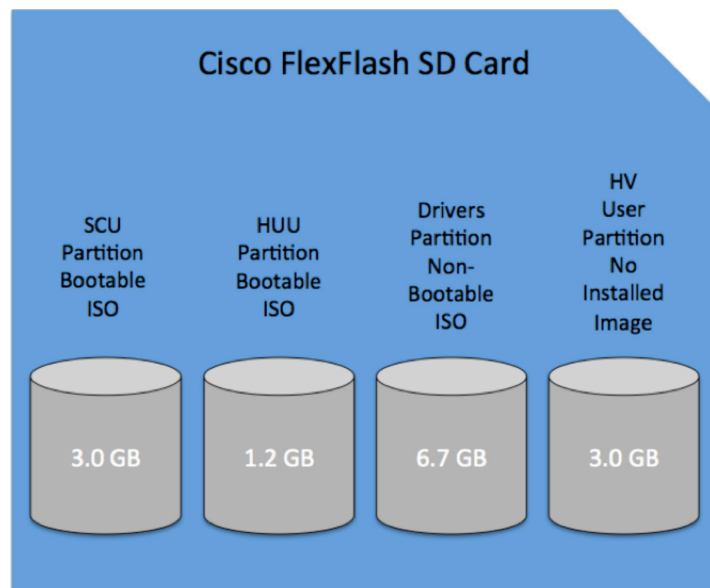 Cisco FlexFlash SD Card
SCU
Partition
Bootable
ISO
HUU
Partition
Bootable
ISO
Drivers
Partition
Non-
Bootable
ISO
HV
User
Partition
No
Installed
Image
3.0 GB
1.2 GB
6.7 GB
3.0 GB